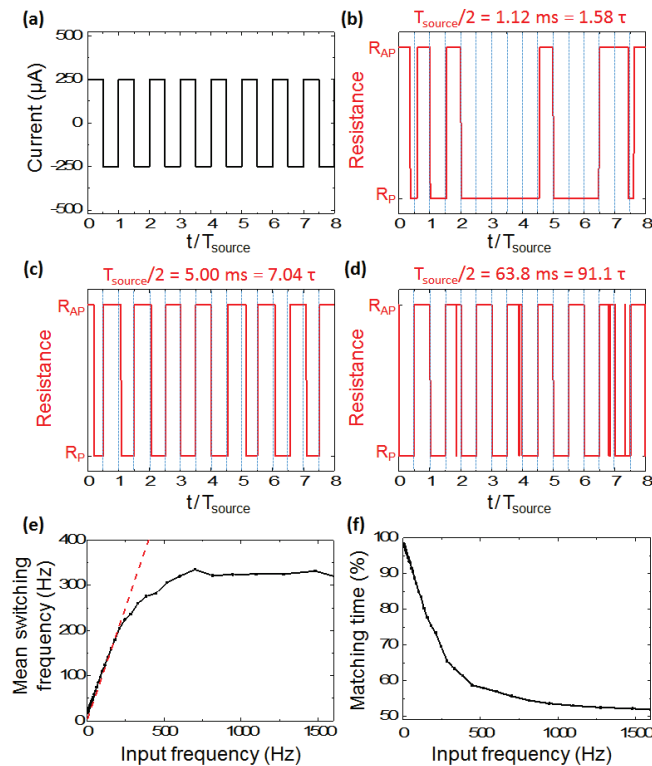 (a)
500
250
0
-250
-500
Current (µA)
0 1 2 3 4 5 6 7 8
t/T_source
(b)
T_source/2 = 1.12 ms = 1.58 τ
R_AP
Resistance
R_P
0 1 2 3 4 5 6 7 8
t/T_source
(c)
T_source/2 = 5.00 ms = 7.04 τ
R_AP
Resistance
R_P
0 1 2 3 4 5 6 7 8
t/T_source
(d)
T_source/2 = 63.8 ms = 91.1 τ
R_AP
Resistance
R_P
0 1 2 3 4 5 6 7 8
t/T_source
(e)
400
300
200
100
0
Mean switching
frequency (Hz)
0 500 1000 1500
Input frequency (Hz)
(f)
100
90
80
70
60
50
Matching time (%)
0 500 1000 1500
Input frequency (Hz)